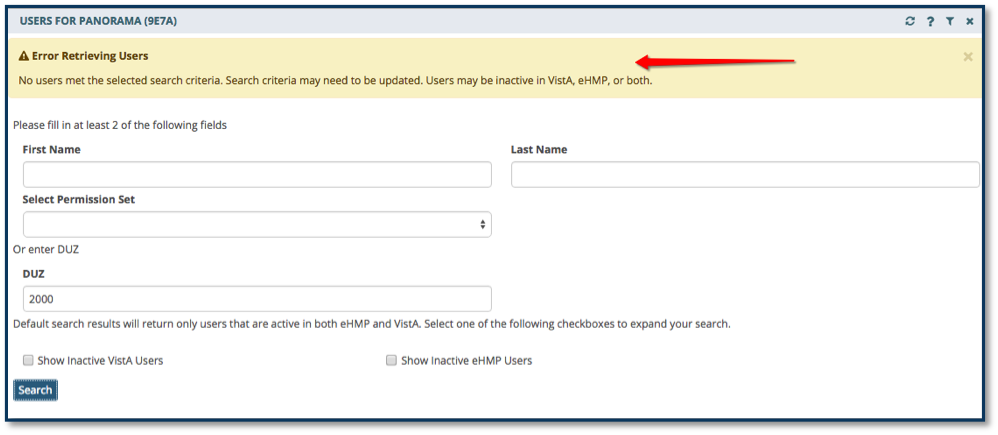 USERS FOR PANORAMA (9E7A)
Error Retrieving Users
No users met the selected search criteria. Search criteria may need to be updated. Users may be inactive in VistA, eHMP, or both.
Please fill in at least 2 of the following fields
First Name
Last Name
Select Permission Set
Or enter DUZ
DUZ
2000
Default search results will return only users that are active in both eHMP and VistA. Select one of the following checkboxes to expand your search.
Show Inactive VistA Users
Show Inactive eHMP Users
Search